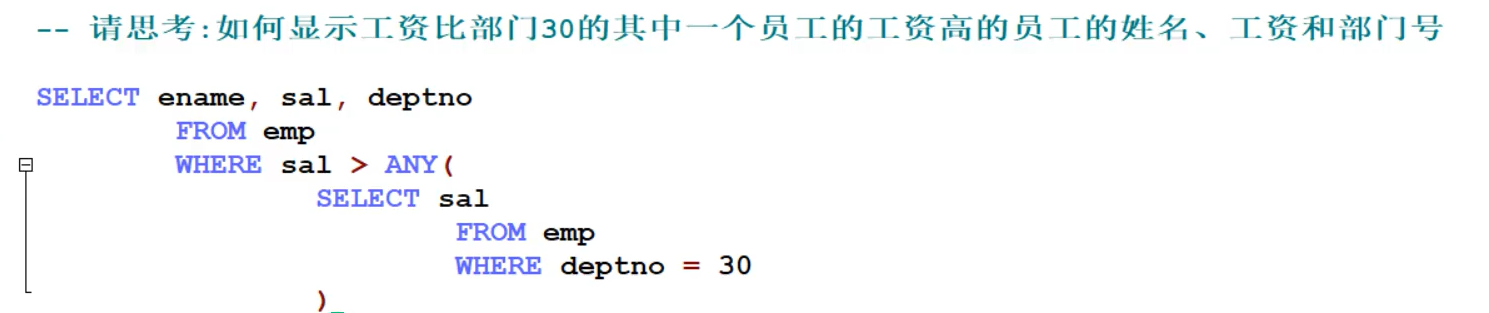 -- 请思考:如何显示工资比部门30的其中一个员工的工资高的员工的姓名、工资和部门号
SELECT ename, sal, deptno
FROM emp
WHERE sal > ANY(
SELECT sal
FROM emp
WHERE deptno = 30
)